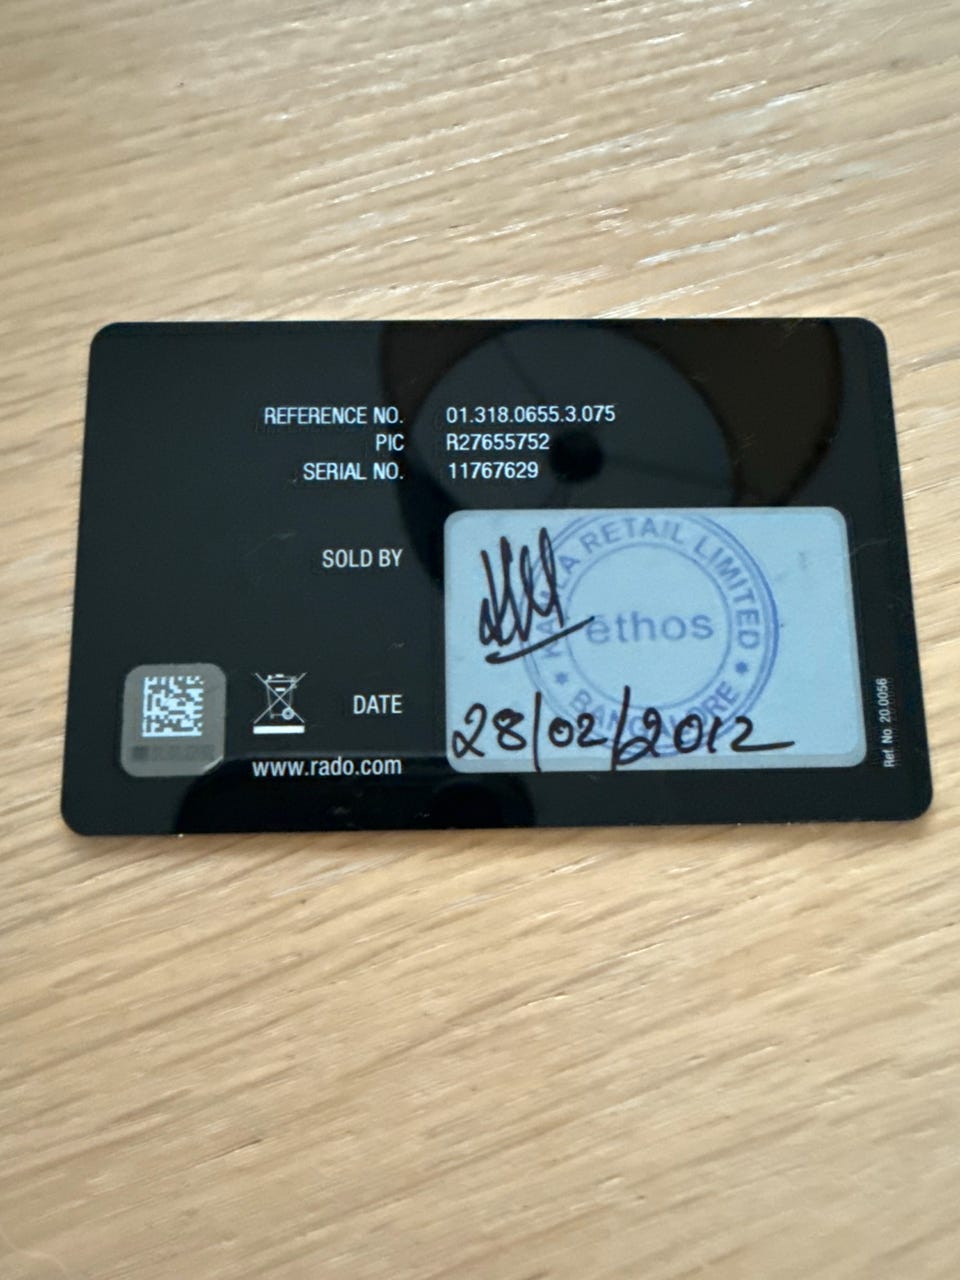 REFERENCE NO. 01.318.0655.3.075
PIC R27655752
SERIAL NO. 11767629
SOLD BY
RETAIL LIMITED
ethos
BANGALORE
DATE 28/02/2012
www.rado.com
Ref. No. 20.0056